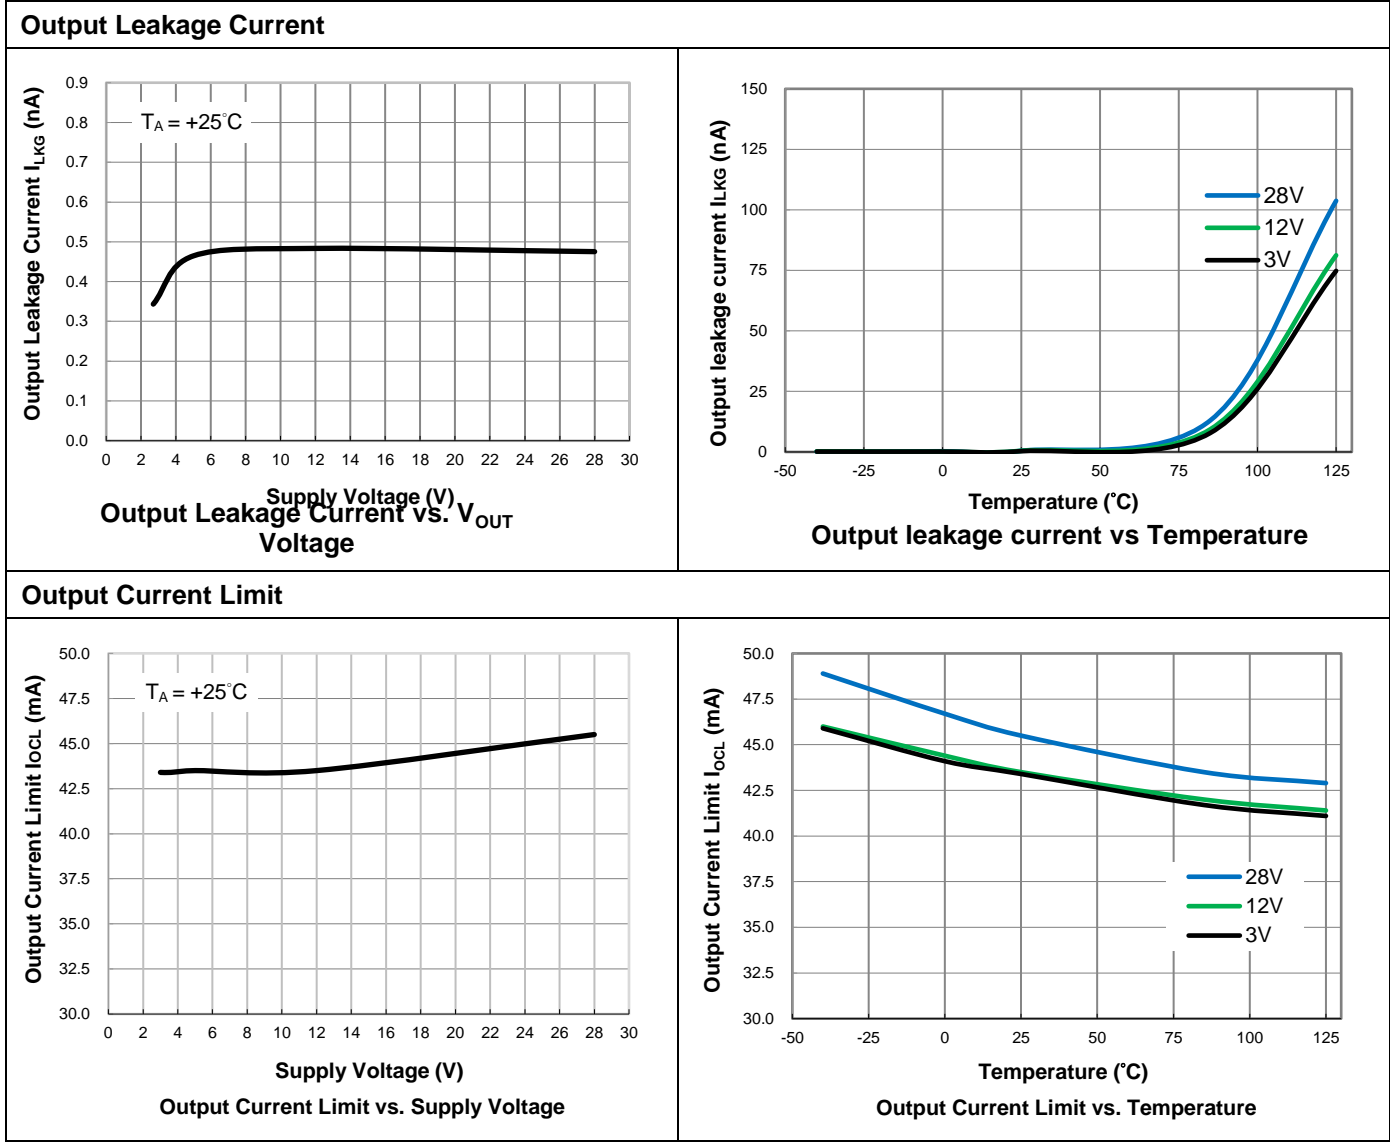 Output Leakage Current
Output Leakage Current ILKG (nA)
TA = +25°C
0.9
0.8
0.7
0.6
0.5
0.4
0.3
0.2
0.1
0.0
0 2 4 6 8 10 12 14 16 18 20 22 24 26 28 30
Supply Voltage (V)
Output Leakage Current vs. VOUT
Voltage
Output leakage current ILKG (nA)
150
125
100
75
50
25
0
28V
12V
3V
-50 -25 0 25 50 75 100 125
Temperature (°C)
Output leakage current vs Temperature
Output Current Limit
Output Current Limit IOCL (mA)
TA = +25°C
50.0
47.5
45.0
42.5
40.0
37.5
35.0
32.5
30.0
0 2 4 6 8 10 12 14 16 18 20 22 24 26 28 30
Supply Voltage (V)
Output Current Limit vs. Supply Voltage
Output Current Limit IOCL (mA)
50.0
47.5
45.0
42.5
40.0
37.5
35.0
32.5
30.0
28V
12V
3V
-50 -25 0 25 50 75 100 125
Temperature (°C)
Output Current Limit vs. Temperature